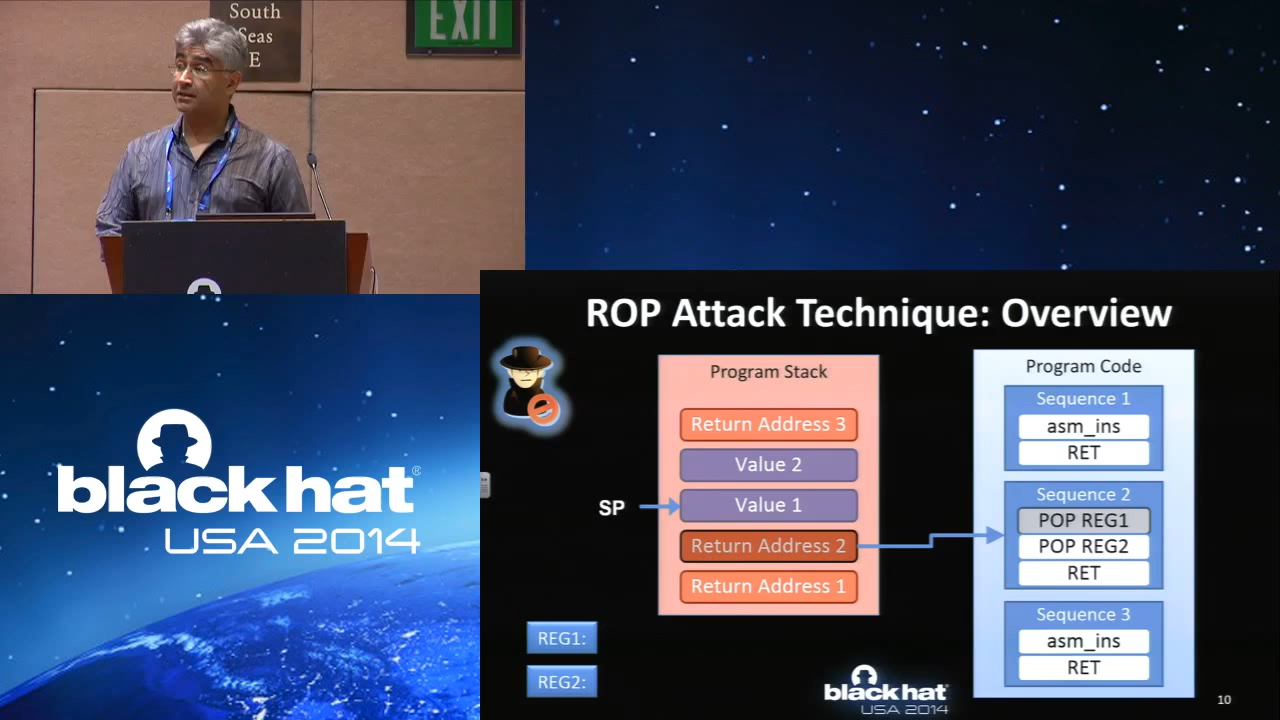 South
Seas
E
EXIT
ROP Attack Technique: Overview
Program Stack
Return Address 3
Value 2
SP
Value 1
Return Address 2
Return Address 1
REG1:
REG2:
Program Code
Sequence 1
asm_ins
RET
Sequence 2
POP REG1
POP REG2
RET
Sequence 3
asm_ins
RET
black hat®
USA 2014
black hat®
USA 2014
10